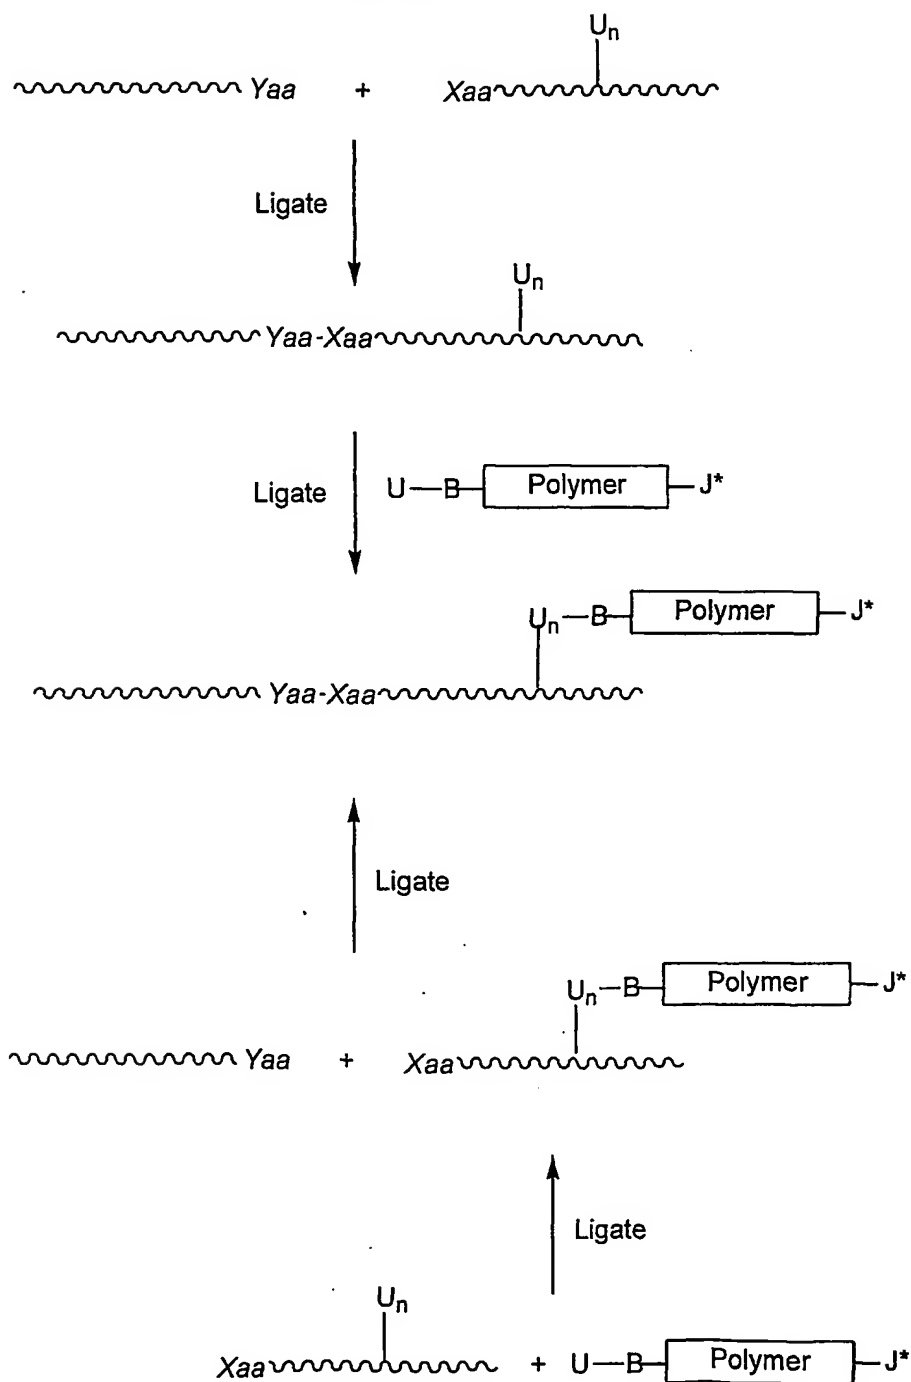 Un
Yaa + Xaa
Ligate
Un
Yaa-Xaa
Ligate U—B—Polymer—J*
Un—B—Polymer—J*
Yaa-Xaa
Ligate
Un—B—Polymer—J*
Yaa + Xaa
Ligate
Un
Xaa + U—B—Polymer—J*